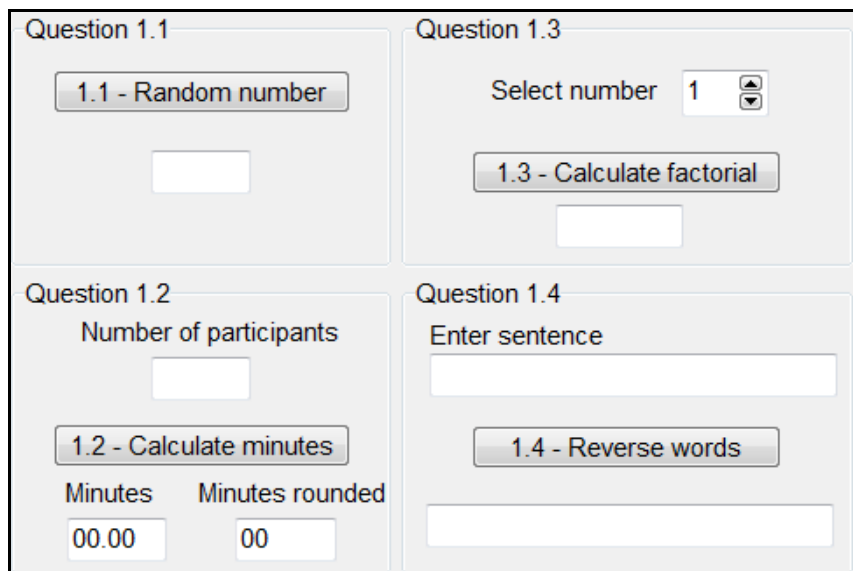 Question 1.1
1.1 - Random number
Question 1.3
Select number 1
1.3 - Calculate factorial
Question 1.2
Number of participants
1.2 - Calculate minutes
Minutes Minutes rounded
00.00 00
Question 1.4
Enter sentence
1.4 - Reverse words